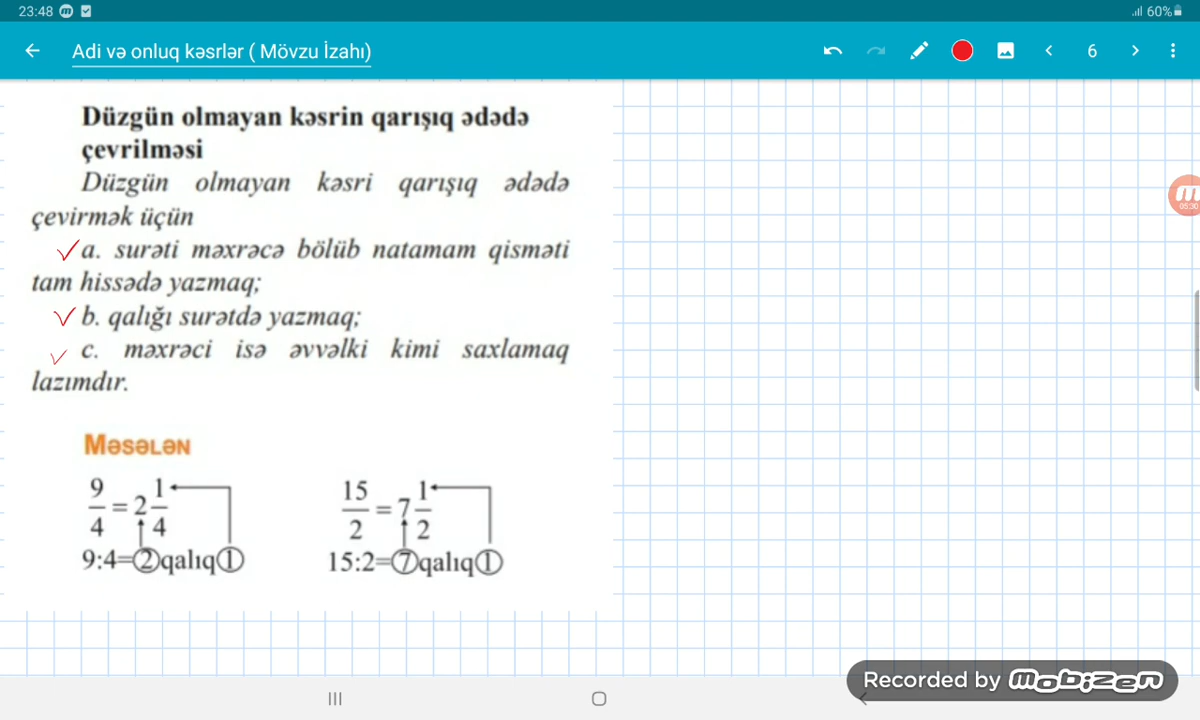 23:48 60%
Adi və onluq kəsrlər ( Mövzu İzahı) 6
Düzgün olmayan kəsrin qarışıq ədədə
çevrilməsi
Düzgün olmayan kəsri qarışıq ədədə
çevirmək üçün
a. surəti məxrəcə bölüb natamam qisməti
tam hissədə yazmaq;
b. qalığı surətdə yazmaq;
c. məxrəci isə əvvəlki kimi saxlamaq
lazımdır.
Məsələn
9/4 = 2 1/4 15/2 = 7 1/2
9:4=②qalıq① 15:2=⑦qalıq①
05:30
Recorded by mobizen